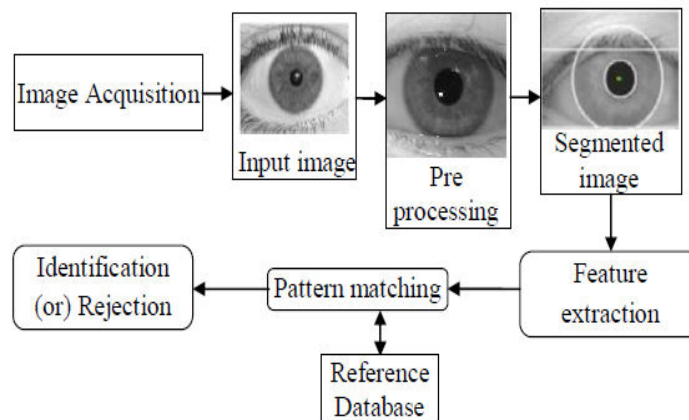 Image Acquisition
Input image
Pre
processing
Segmented
image
Feature
extraction
Pattern matching
Identification
(or) Rejection
Reference
Database